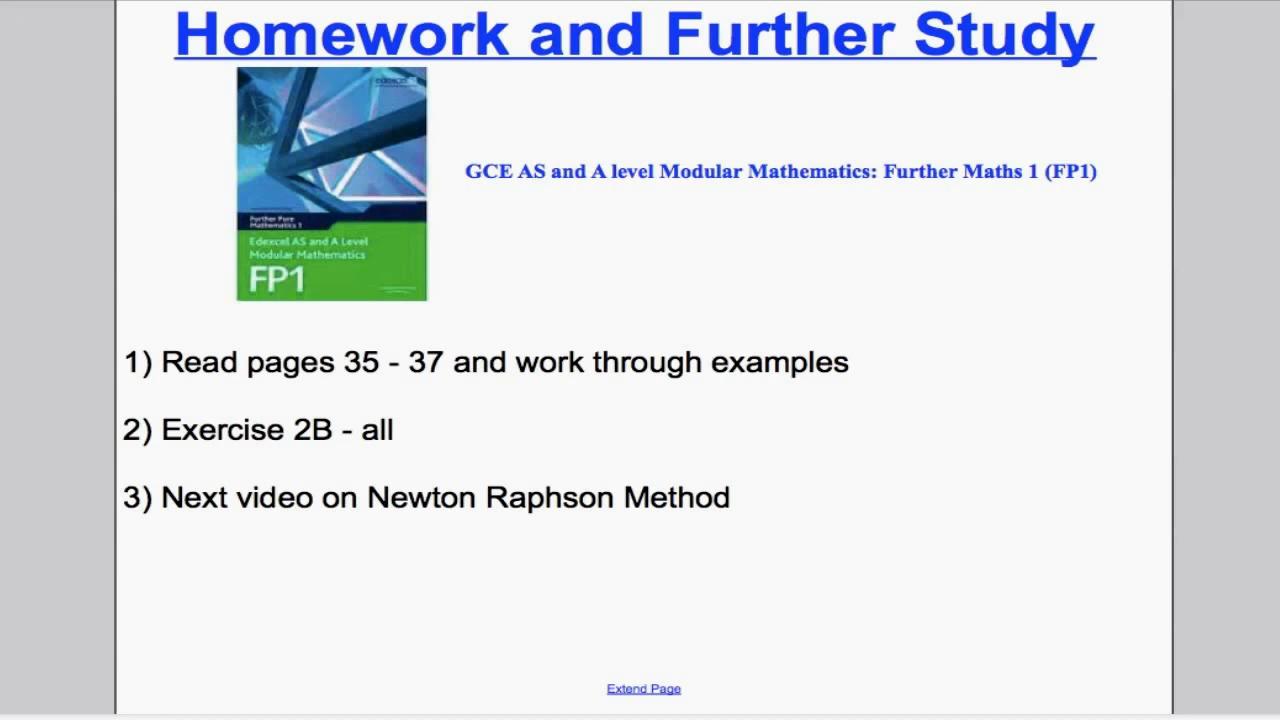 Homework and Further Study
edexcel
GCE AS and A level Modular Mathematics: Further Maths 1 (FP1)
Further Pure
Mathematics 1
Edexcel AS and A Level
Modular Mathematics
FP1
1) Read pages 35 - 37 and work through examples
2) Exercise 2B - all
3) Next video on Newton Raphson Method
Extend Page